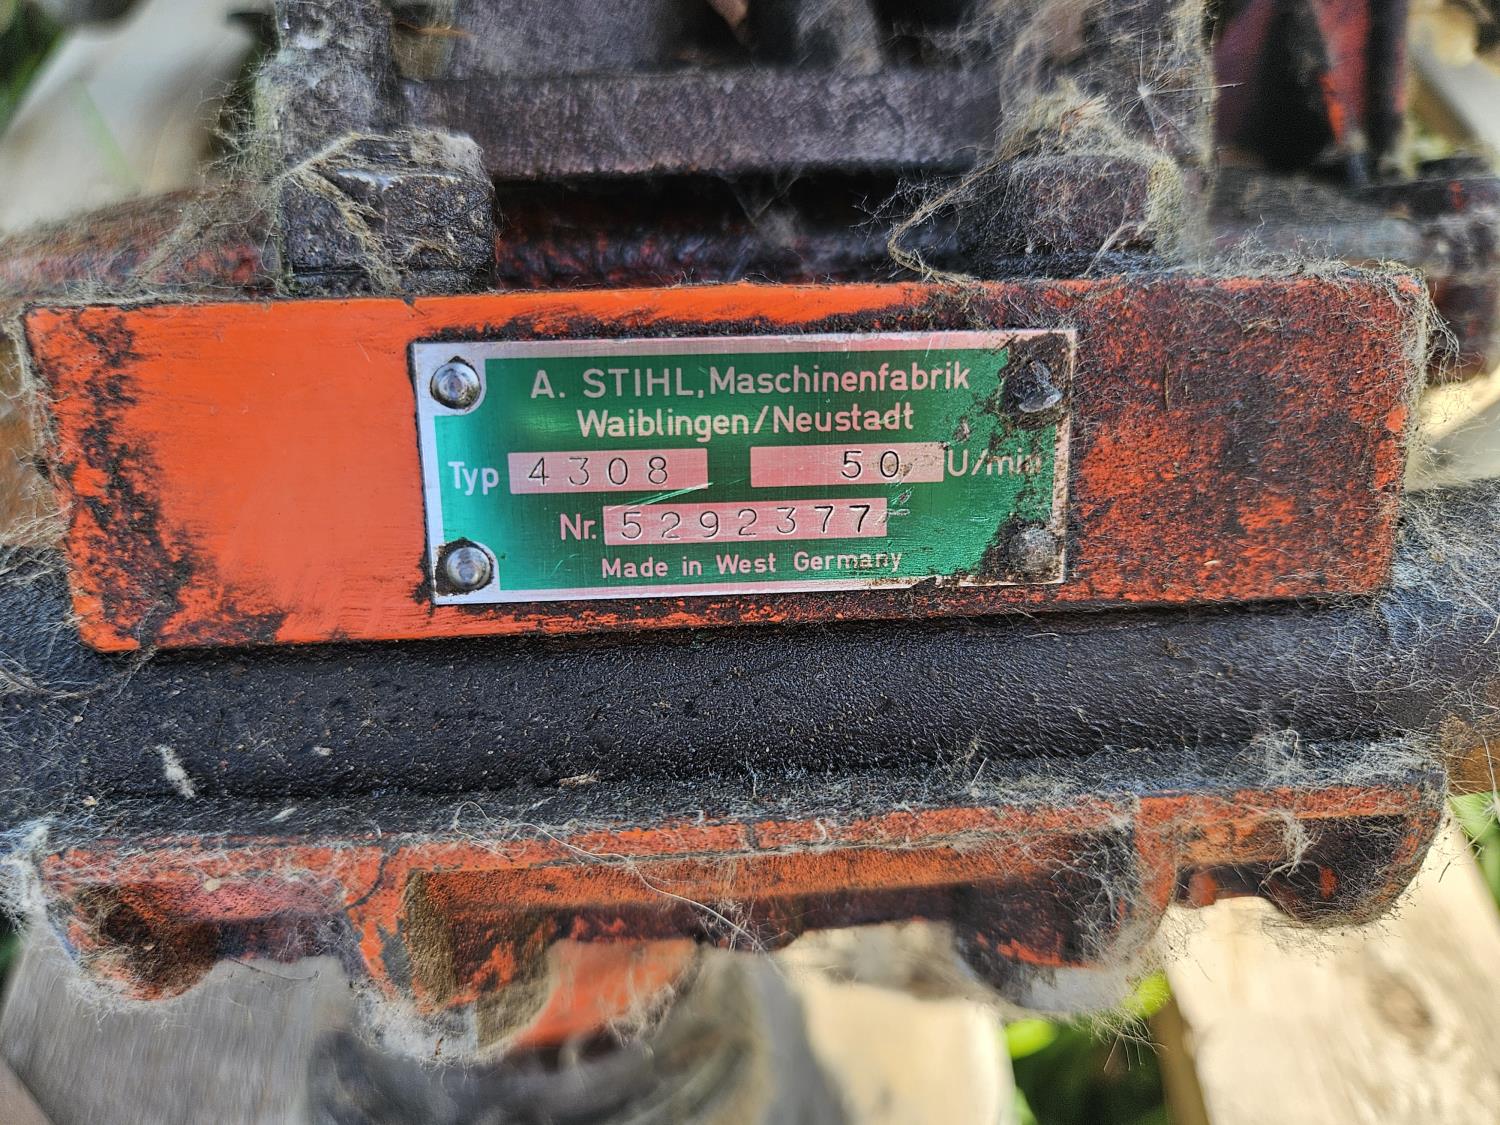 A. STIHL, Maschinenfabrik
Waiblingen/Neustadt
Typ 4308 50 U/min
Nr. 5292377
Made in West Germany